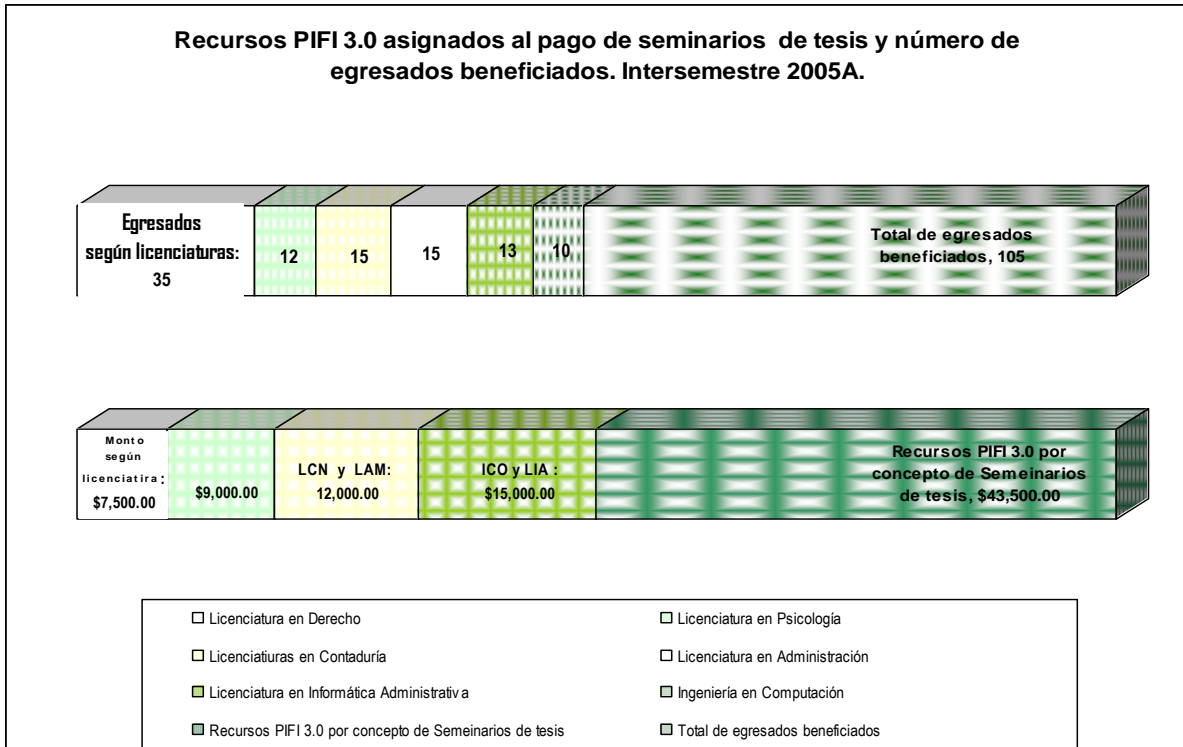 Recursos PIFI 3.0 asignados al pago de seminarios de tesis y número de
egresados beneficiados. Intersemestre 2005A.
Egresados
según licenciaturas:
35
12
15
15
13
10
Total de egresados
beneficiados, 105
Monto
según
licenciatira:
$7,500.00
$9,000.00
LCN y LAM:
12,000.00
ICO y LIA :
$15,000.00
Recursos PIFI 3.0 por
concepto de Semeinarios
de tesis, $43,500.00
Licenciatura en Derecho
Licenciatura en Psicología
Licenciatiuras en Contaduría
Licenciatura en Administración
Licenciatura en Informática Administrativa
Ingeniería en Computación
Recursos PIFI 3.0 por concepto de Semeinarios de tesis
Total de egresados beneficiados